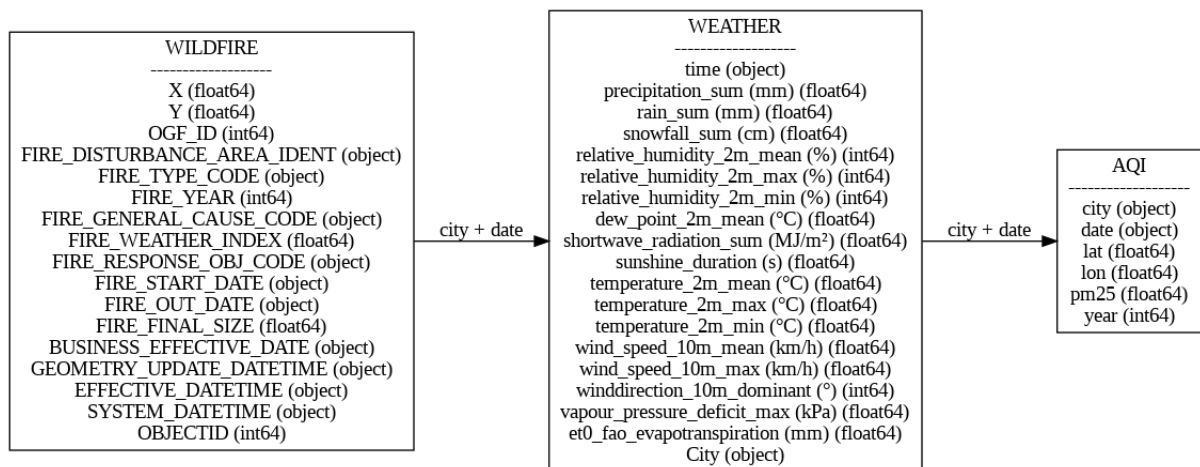 WILDFIRE
-------------------
X (float64)
Y (float64)
OGF_ID (int64)
FIRE_DISTURBANCE_AREA_IDENT (object)
FIRE_TYPE_CODE (object)
FIRE_YEAR (int64)
FIRE_GENERAL_CAUSE_CODE (object)
FIRE_WEATHER_INDEX (float64)
FIRE_RESPONSE_OBJ_CODE (object)
FIRE_START_DATE (object)
FIRE_OUT_DATE (object)
FIRE_FINAL_SIZE (float64)
BUSINESS_EFFECTIVE_DATE (object)
GEOMETRY_UPDATE_DATETIME (object)
EFFECTIVE_DATETIME (object)
SYSTEM_DATETIME (object)
OBJECTID (int64)
city + date
WEATHER
-------------------
time (object)
precipitation_sum (mm) (float64)
rain_sum (mm) (float64)
snowfall_sum (cm) (float64)
relative_humidity_2m_mean (%) (int64)
relative_humidity_2m_max (%) (int64)
relative_humidity_2m_min (%) (int64)
dew_point_2m_mean (°C) (float64)
shortwave_radiation_sum (MJ/m²) (float64)
sunshine_duration (s) (float64)
temperature_2m_mean (°C) (float64)
temperature_2m_max (°C) (float64)
temperature_2m_min (°C) (float64)
wind_speed_10m_mean (km/h) (float64)
wind_speed_10m_max (km/h) (float64)
winddirection_10m_dominant (°) (int64)
vapour_pressure_deficit_max (kPa) (float64)
et0_fao_evapotranspiration (mm) (float64)
City (object)
city + date
AQI
-------------------
city (object)
date (object)
lat (float64)
lon (float64)
pm25 (float64)
year (int64)